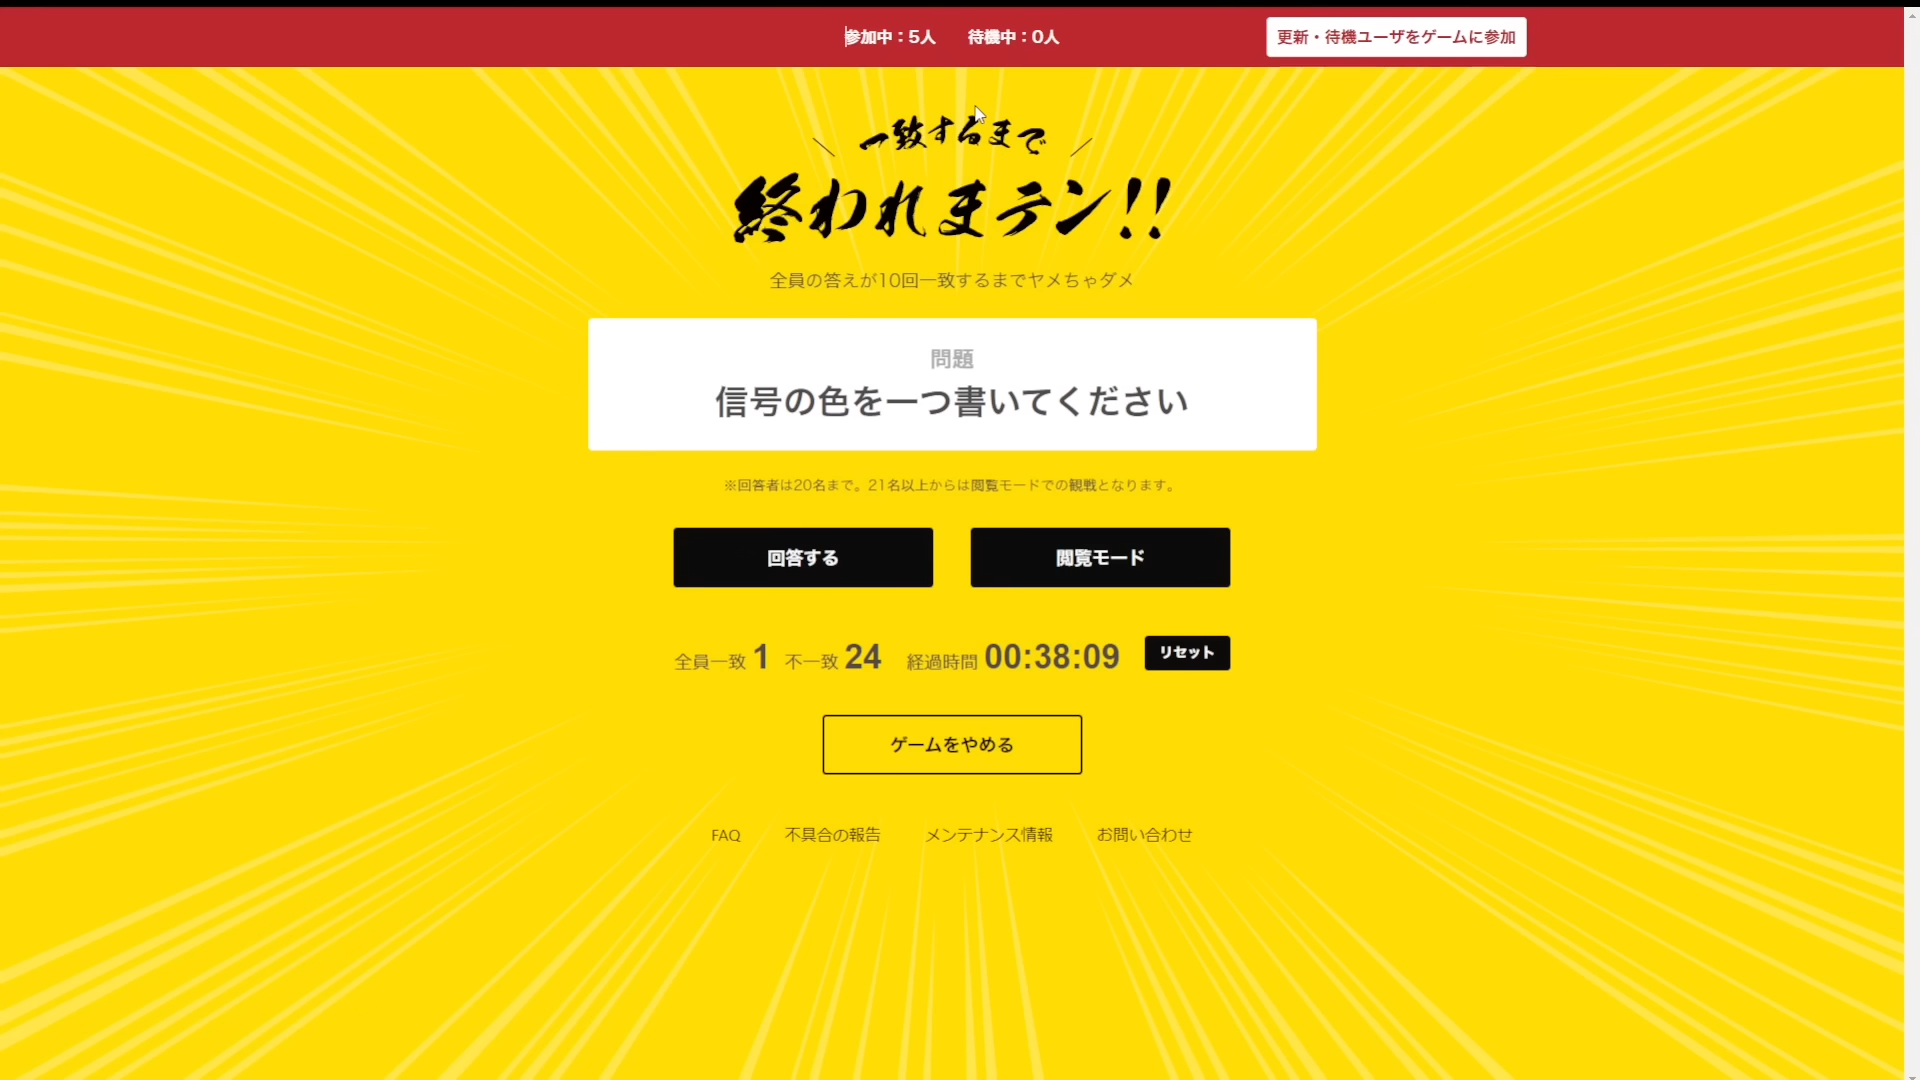 参加中：5人 待機中：0人 更新・待機ユーザをゲームに参加
一致するまで
終われまテン!!
全員の答えが10回一致するまでヤメちゃダメ
問題
信号の色を一つ書いてください
※回答者は20名まで。21名以上からは閲覧モードでの観戦となります。
回答する 閲覧モード
全員一致 1 不一致 24 経過時間 00:38:09 リセット
ゲームをやめる
FAQ 不具合の報告 メンテナンス情報 お問い合わせ